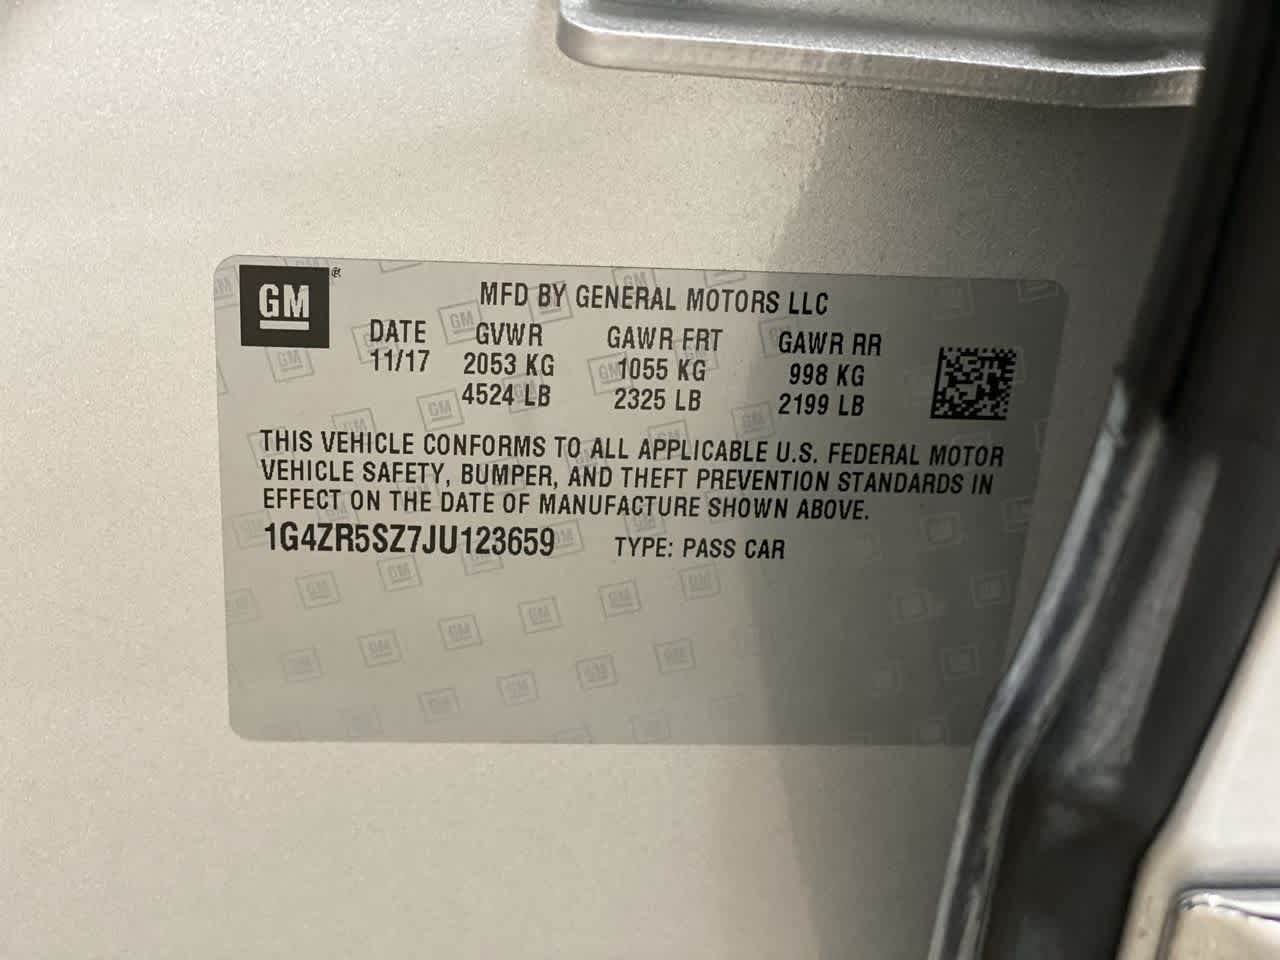 GM ®
MFD BY GENERAL MOTORS LLC
DATE GVWR GAWR FRT GAWR RR
11/17 2053 KG 1055 KG 998 KG
4524 LB 2325 LB 2199 LB
THIS VEHICLE CONFORMS TO ALL APPLICABLE U.S. FEDERAL MOTOR
VEHICLE SAFETY, BUMPER, AND THEFT PREVENTION STANDARDS IN
EFFECT ON THE DATE OF MANUFACTURE SHOWN ABOVE.
1G4ZR5SZ7JU123659 TYPE: PASS CAR